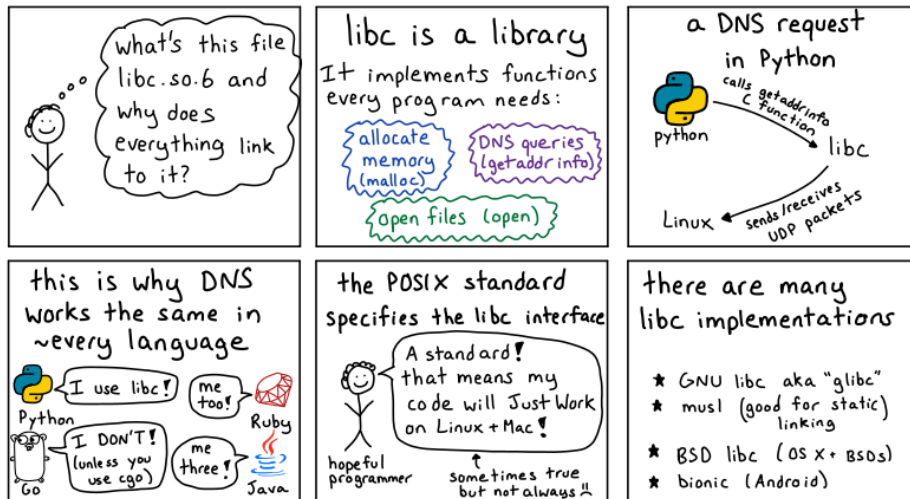 what's this file
libc.so.6 and
why does
everything link
to it?
libc is a library
It implements functions
every program needs:
allocate
memory
(malloc)
DNS queries
(getaddrinfo)
open files (open)
a DNS request
in Python
python
calls getaddrinfo
C function
libc
sends/receives
UDP packets
Linux
this is why DNS
works the same in
~every language
I use libc!
Python
me
too!
Ruby
I DON'T!
(unless you
use cgo)
Go
me
three!
Java
the POSIX standard
specifies the libc interface
A standard!
that means my
code will Just Work
on Linux + Mac!
hopeful
programmer
sometimes true
but not always ☹
there are many
libc implementations
★ GNU libc aka "glibc"
★ musl (good for static)
linking
★ BSD libc (OS X + BSDs)
★ bionic (Android)